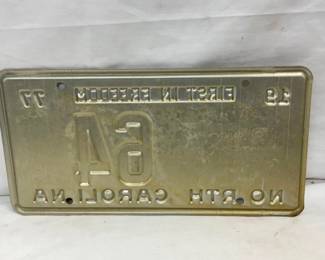 19 FIRST IN FREEDOM 77
64
NORTH CAROLINA